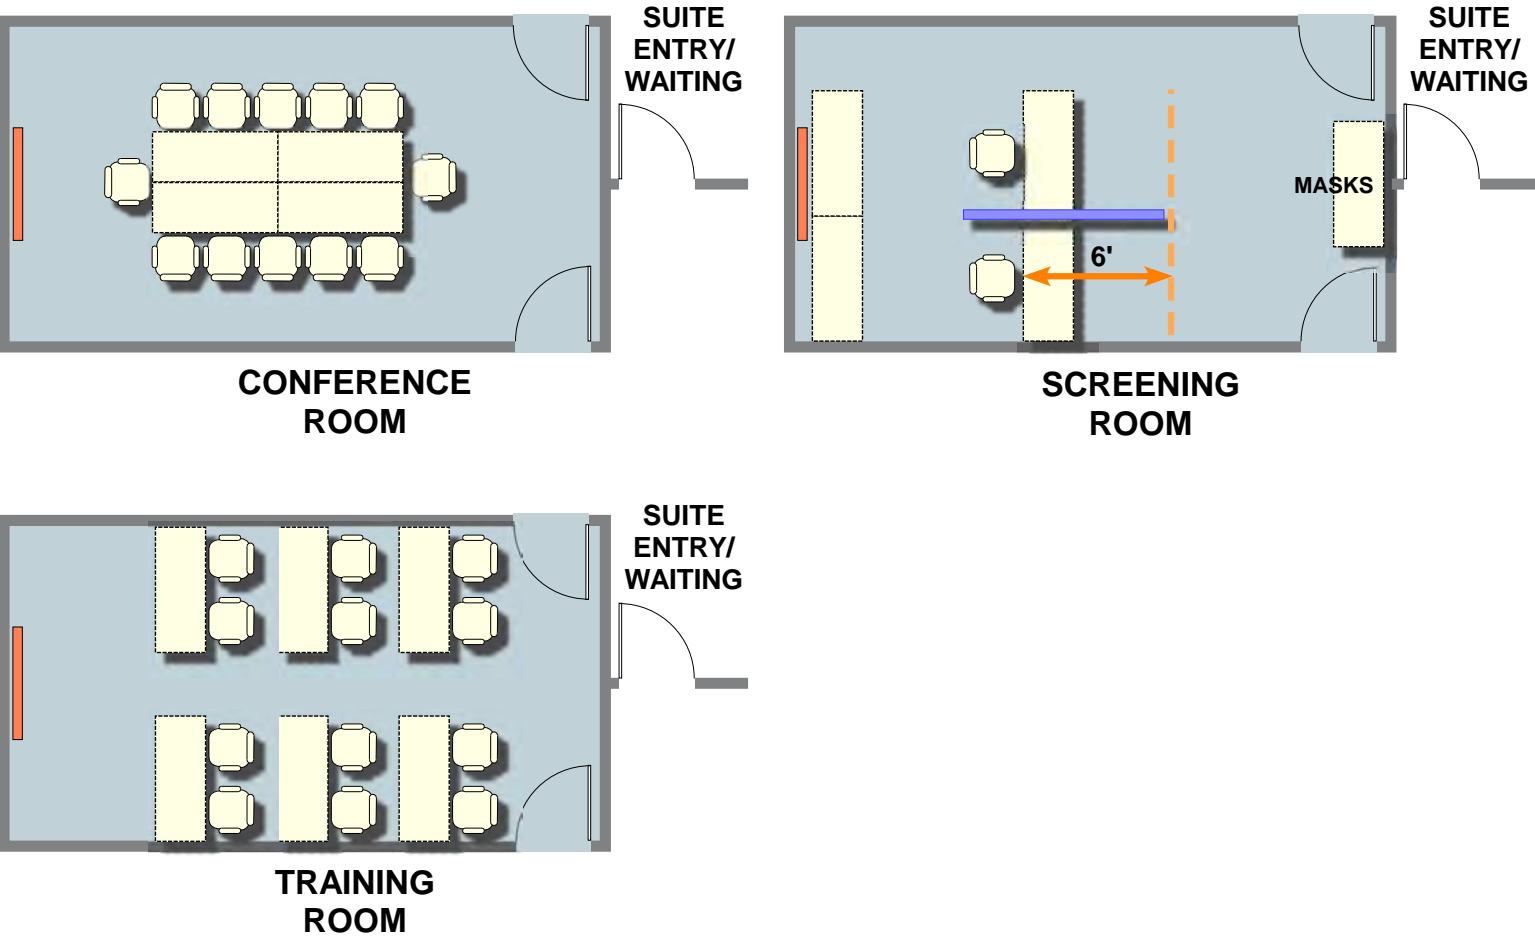 SUITE
ENTRY/
WAITING
CONFERENCE
ROOM
SUITE
ENTRY/
WAITING
MASKS
6'
SCREENING
ROOM
SUITE
ENTRY/
WAITING
TRAINING
ROOM